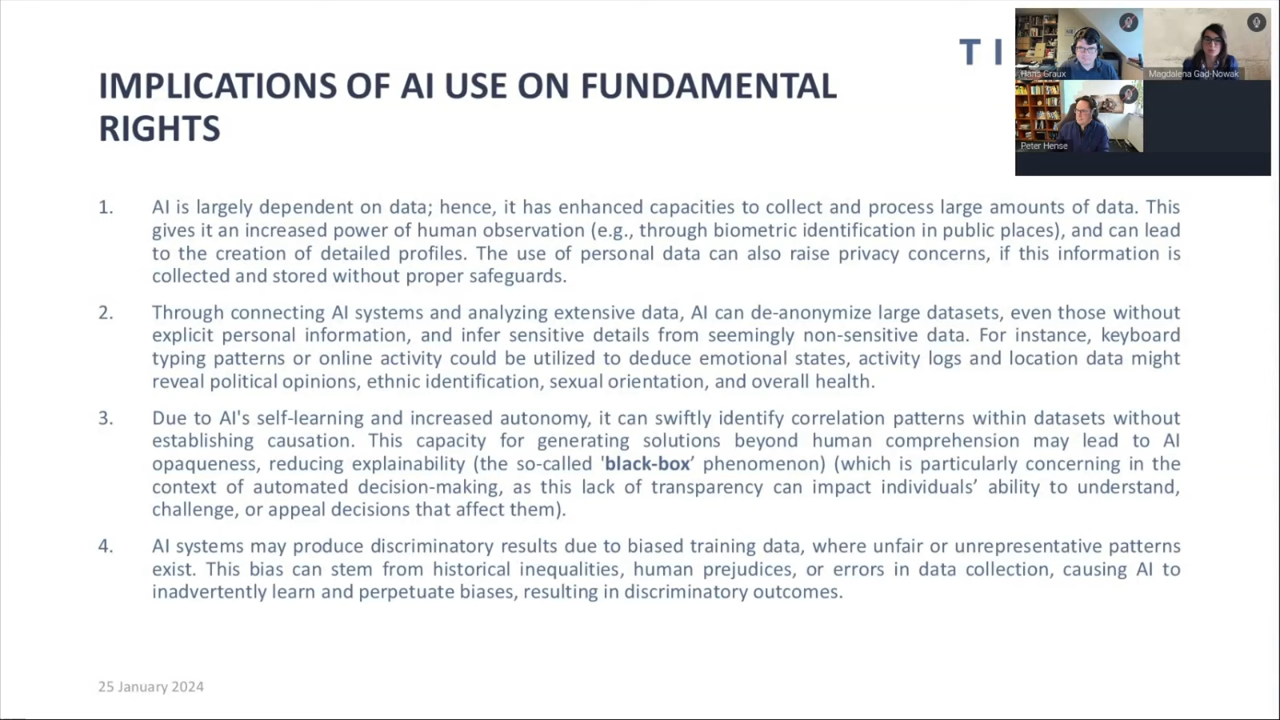 T I
IMPLICATIONS OF AI USE ON FUNDAMENTAL
RIGHTS
Hans Graux
Magdalena Gad-Nowak
Peter Hense
1. AI is largely dependent on data; hence, it has enhanced capacities to collect and process large amounts of data. This
gives it an increased power of human observation (e.g., through biometric identification in public places), and can lead
to the creation of detailed profiles. The use of personal data can also raise privacy concerns, if this information is
collected and stored without proper safeguards.
2. Through connecting AI systems and analyzing extensive data, AI can de-anonymize large datasets, even those without
explicit personal information, and infer sensitive details from seemingly non-sensitive data. For instance, keyboard
typing patterns or online activity could be utilized to deduce emotional states, activity logs and location data might
reveal political opinions, ethnic identification, sexual orientation, and overall health.
3. Due to AI's self-learning and increased autonomy, it can swiftly identify correlation patterns within datasets without
establishing causation. This capacity for generating solutions beyond human comprehension may lead to AI
opaqueness, reducing explainability (the so-called 'black-box’ phenomenon) (which is particularly concerning in the
context of automated decision-making, as this lack of transparency can impact individuals’ ability to understand,
challenge, or appeal decisions that affect them).
4. AI systems may produce discriminatory results due to biased training data, where unfair or unrepresentative patterns
exist. This bias can stem from historical inequalities, human prejudices, or errors in data collection, causing AI to
inadvertently learn and perpetuate biases, resulting in discriminatory outcomes.
25 January 2024